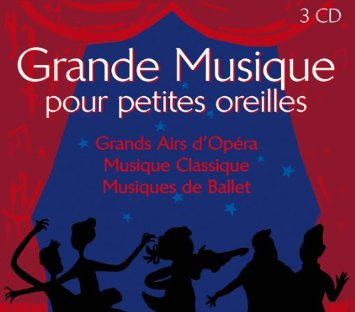 3 CD
Grande Musique
pour petites oreilles
Grands Airs d'Opéra
Musique Classique
Musiques de Ballet